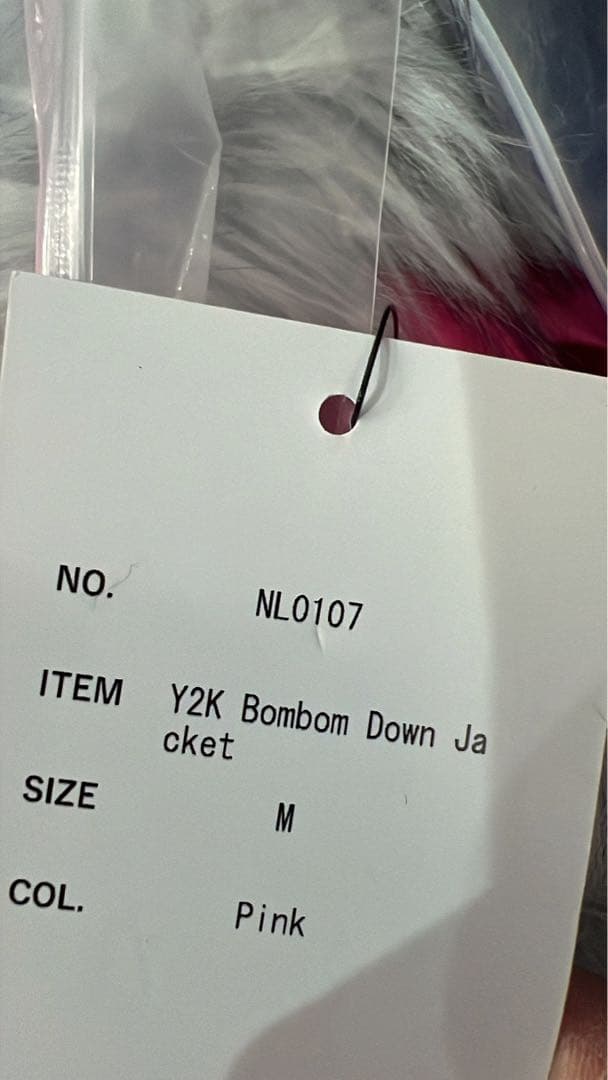 NO. NL0107
ITEM Y2K Bombom Down Ja
cket
SIZE M
COL. Pink